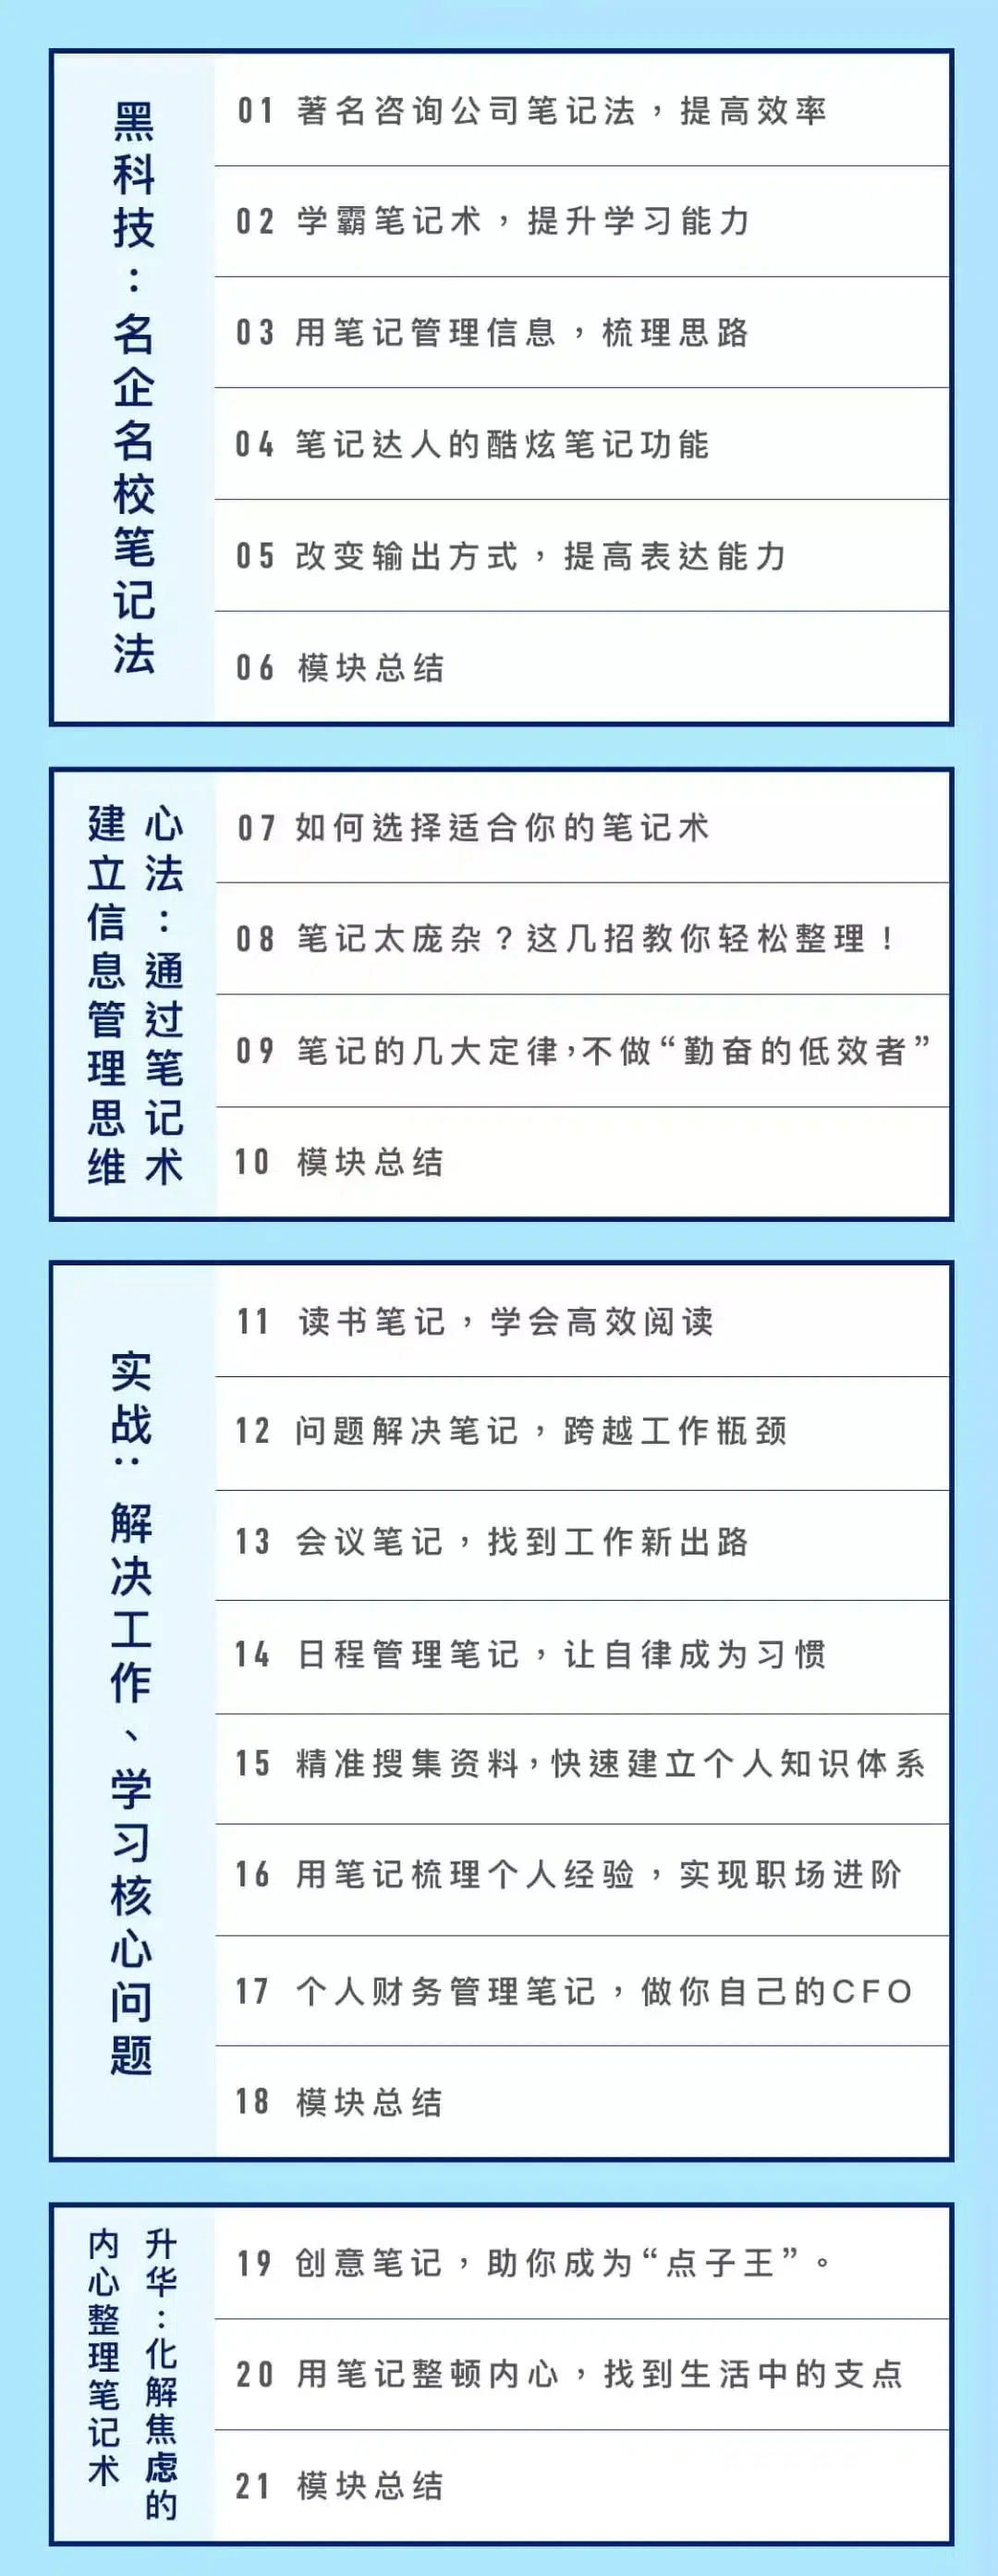 黑科技：名企名校笔记法
01 著名咨询公司笔记法，提高效率
02 学霸笔记术，提升学习能力
03 用笔记管理信息，梳理思路
04 笔记达人的酷炫笔记功能
05 改变输出方式，提高表达能力
06 模块总结
心法：通过笔记术
建立信息管理思维
07 如何选择适合你的笔记术
08 笔记太庞杂？这几招教你轻松整理！
09 笔记的几大定律，不做“勤奋的低效者”
10 模块总结
实战：解决工作、学习核心问题
11 读书笔记，学会高效阅读
12 问题解决笔记，跨越工作瓶颈
13 会议笔记，找到工作新出路
14 日程管理笔记，让自律成为习惯
15 精准搜集资料，快速建立个人知识体系
16 用笔记梳理个人经验，实现职场进阶
17 个人财务管理笔记，做你自己的CFO
18 模块总结
升华：化解焦虑的
内心整理笔记术
19 创意笔记，助你成为“点子王”。
20 用笔记整顿内心，找到生活中的支点
21 模块总结